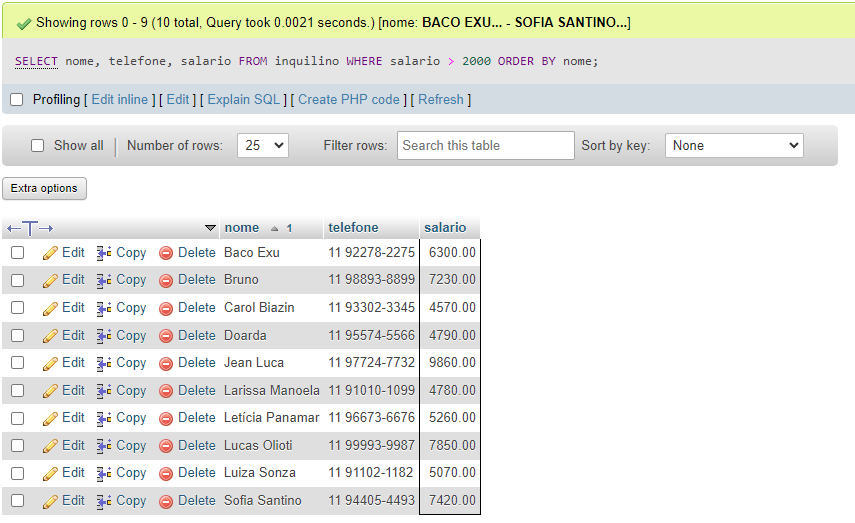 Showing rows 0 - 9 (10 total, Query took 0.0021 seconds.) [nome: BACO EXU... - SOFIA SANTINO...]
SELECT nome, telefone, salario FROM inquilino WHERE salario > 2000 ORDER BY nome;
Profiling [ Edit inline ] [ Edit ] [ Explain SQL ] [ Create PHP code ] [ Refresh ]
Show all Number of rows: 25 Filter rows: Search this table Sort by key: None
Extra options
nome 1 telefone salario
Edit Copy Delete Baco Exu 11 92278-2275 6300.00
Edit Copy Delete Bruno 11 98893-8899 7230.00
Edit Copy Delete Carol Biazin 11 93302-3345 4570.00
Edit Copy Delete Doarda 11 95574-5566 4790.00
Edit Copy Delete Jean Luca 11 97724-7732 9860.00
Edit Copy Delete Larissa Manoela 11 91010-1099 4780.00
Edit Copy Delete Letícia Panamar 11 96673-6676 5260.00
Edit Copy Delete Lucas Olioti 11 99993-9987 7850.00
Edit Copy Delete Luiza Sonza 11 91102-1182 5070.00
Edit Copy Delete Sofia Santino 11 94405-4493 7420.00